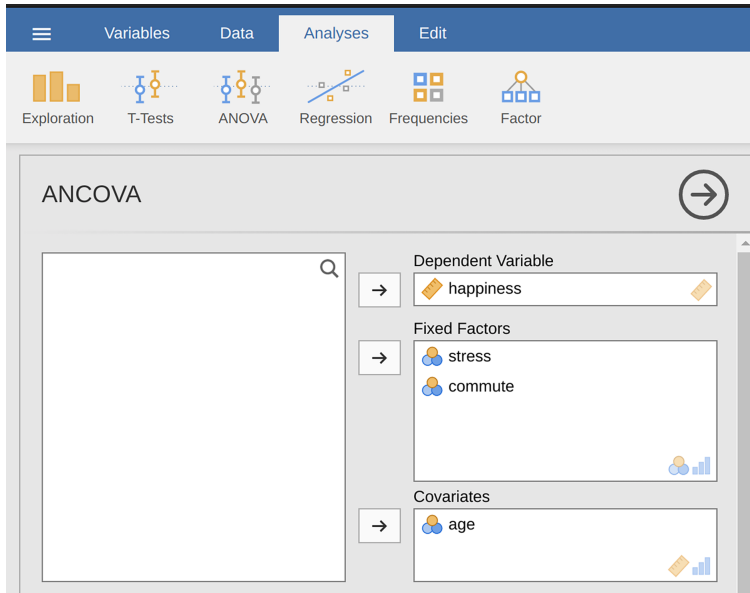 Variables Data Analyses Edit
Exploration T-Tests ANOVA Regression Frequencies Factor
ANCOVA
Dependent Variable
happiness
Fixed Factors
stress
commute
Covariates
age